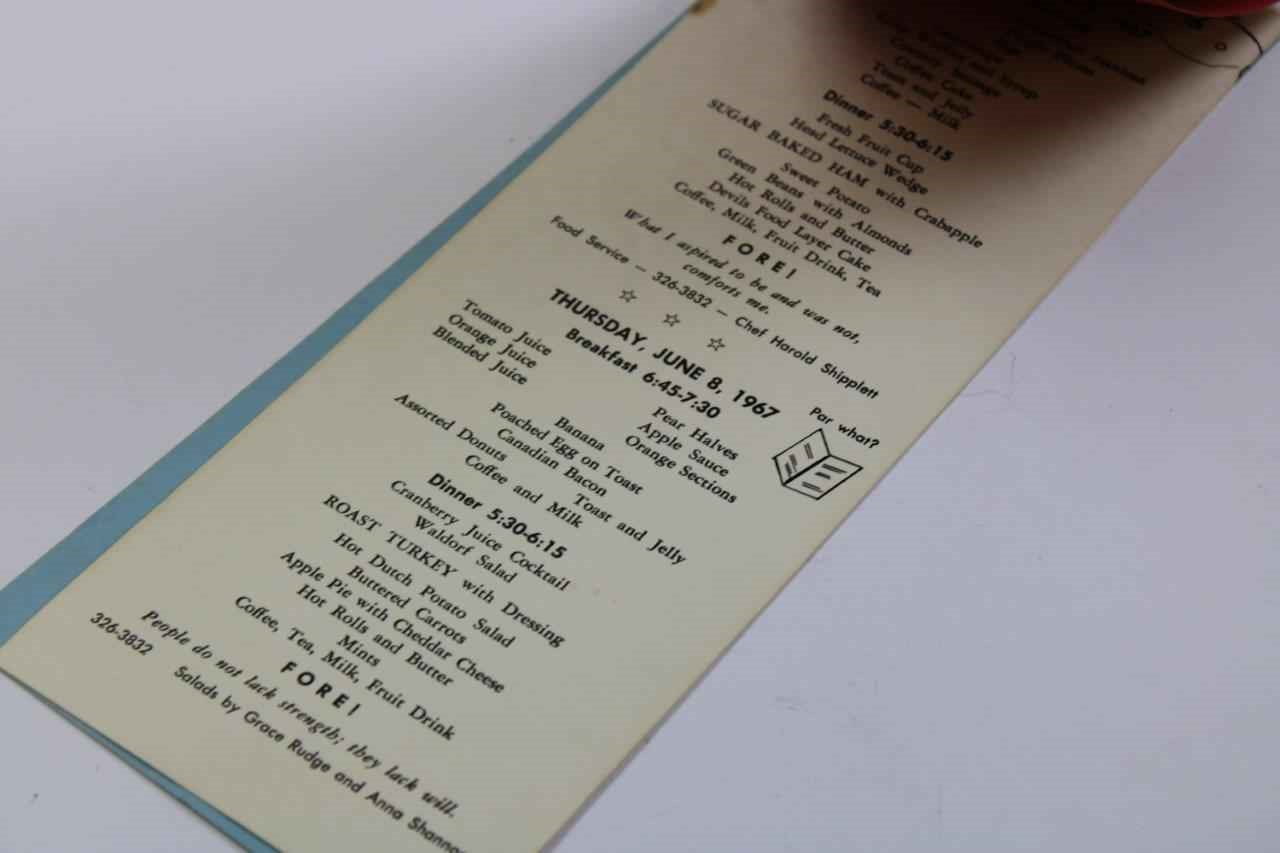 Coffee Cake
Toast and Jelly
Coffee — Milk
Dinner 5:30-6:15
Fresh Fruit Cup
Head Lettuce Wedge
SUGAR BAKED HAM with Crabapple
Sweet Potato
Green Beans with Almonds
Hot Rolls and Butter
Devils Food Layer Cake
Coffee, Milk, Fruit Drink, Tea
FORE!
What I aspired to be and was not,
comforts me.
Food Service — 326-3832 — Chef Harold Shipplett
THURSDAY, JUNE 8, 1967
Breakfast 6:45-7:30
Par what?
Tomato Juice Pear Halves
Orange Juice Apple Sauce
Blended Juice Orange Sections
Banana
Poached Egg on Toast
Canadian Bacon
Assorted Donuts Toast and Jelly
Coffee and Milk
Dinner 5:30-6:15
Cranberry Juice Cocktail
Waldorf Salad
ROAST TURKEY with Dressing
Hot Dutch Potato Salad
Buttered Carrots
Apple Pie with Cheddar Cheese
Hot Rolls and Butter
Mints
Coffee, Tea, Milk, Fruit Drink
FORE!
People do not lack strength; they lack will.
326-3832 Salads by Grace Rudge and Anna